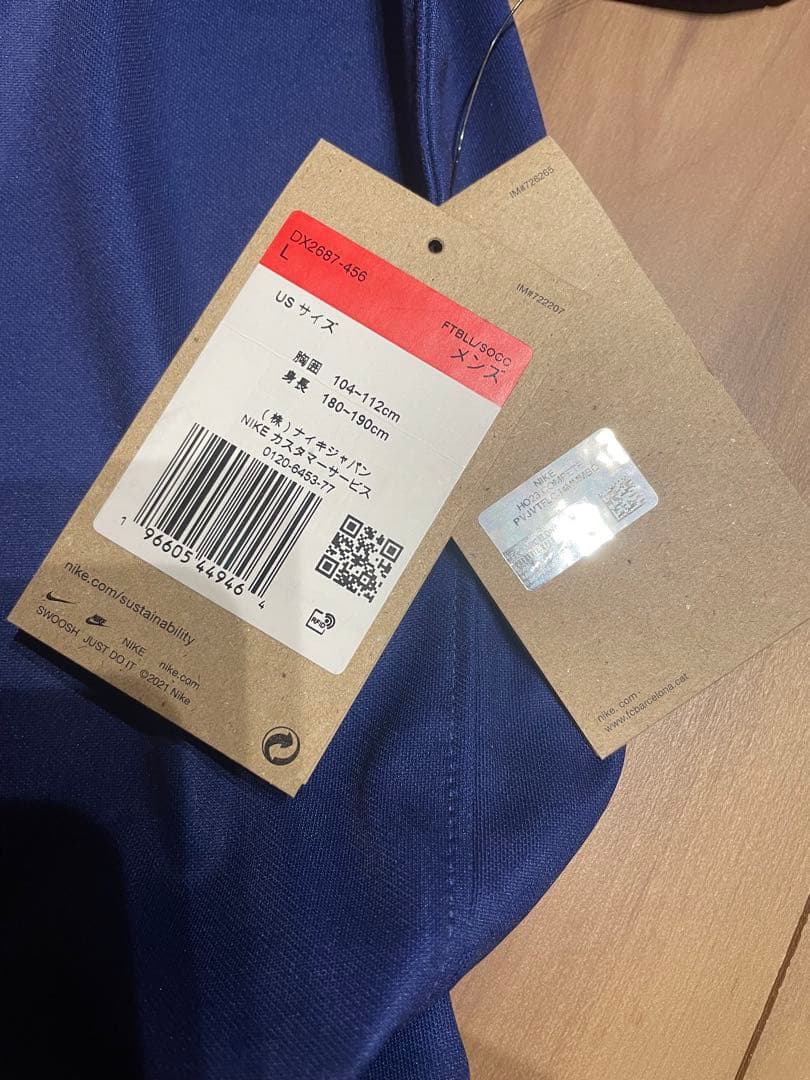 DX2687-456
L
FTBLL/SOCC
メンズ
US サイズ
胸囲 104-112cm
身長 180-190cm
(株)ナイキジャパン
NIKE カスタマーサービス
0120-6453-77
1 96605 44946 4
RFID
nike.com/sustainability
SWOOSH JUST DO IT NIKE nike.com
©2021 Nike
IM#726265
IM#722207
NIKE
nike.com
www.fcbarcelona.cat